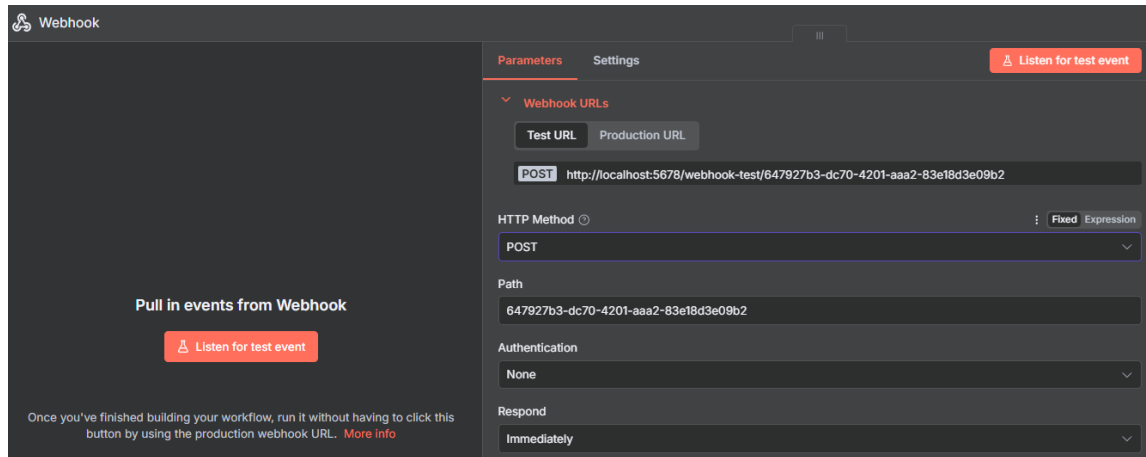 Webhook
Parameters Settings Listen for test event
Webhook URLs
Test URL Production URL
POST http://localhost:5678/webhook-test/647927b3-dc70-4201-aaa2-83e18d3e09b2
HTTP Method Fixed Expression
POST
Path
647927b3-dc70-4201-aaa2-83e18d3e09b2
Authentication
None
Respond
Immediately
Pull in events from Webhook
Listen for test event
Once you've finished building your workflow, run it without having to click this
button by using the production webhook URL. More info